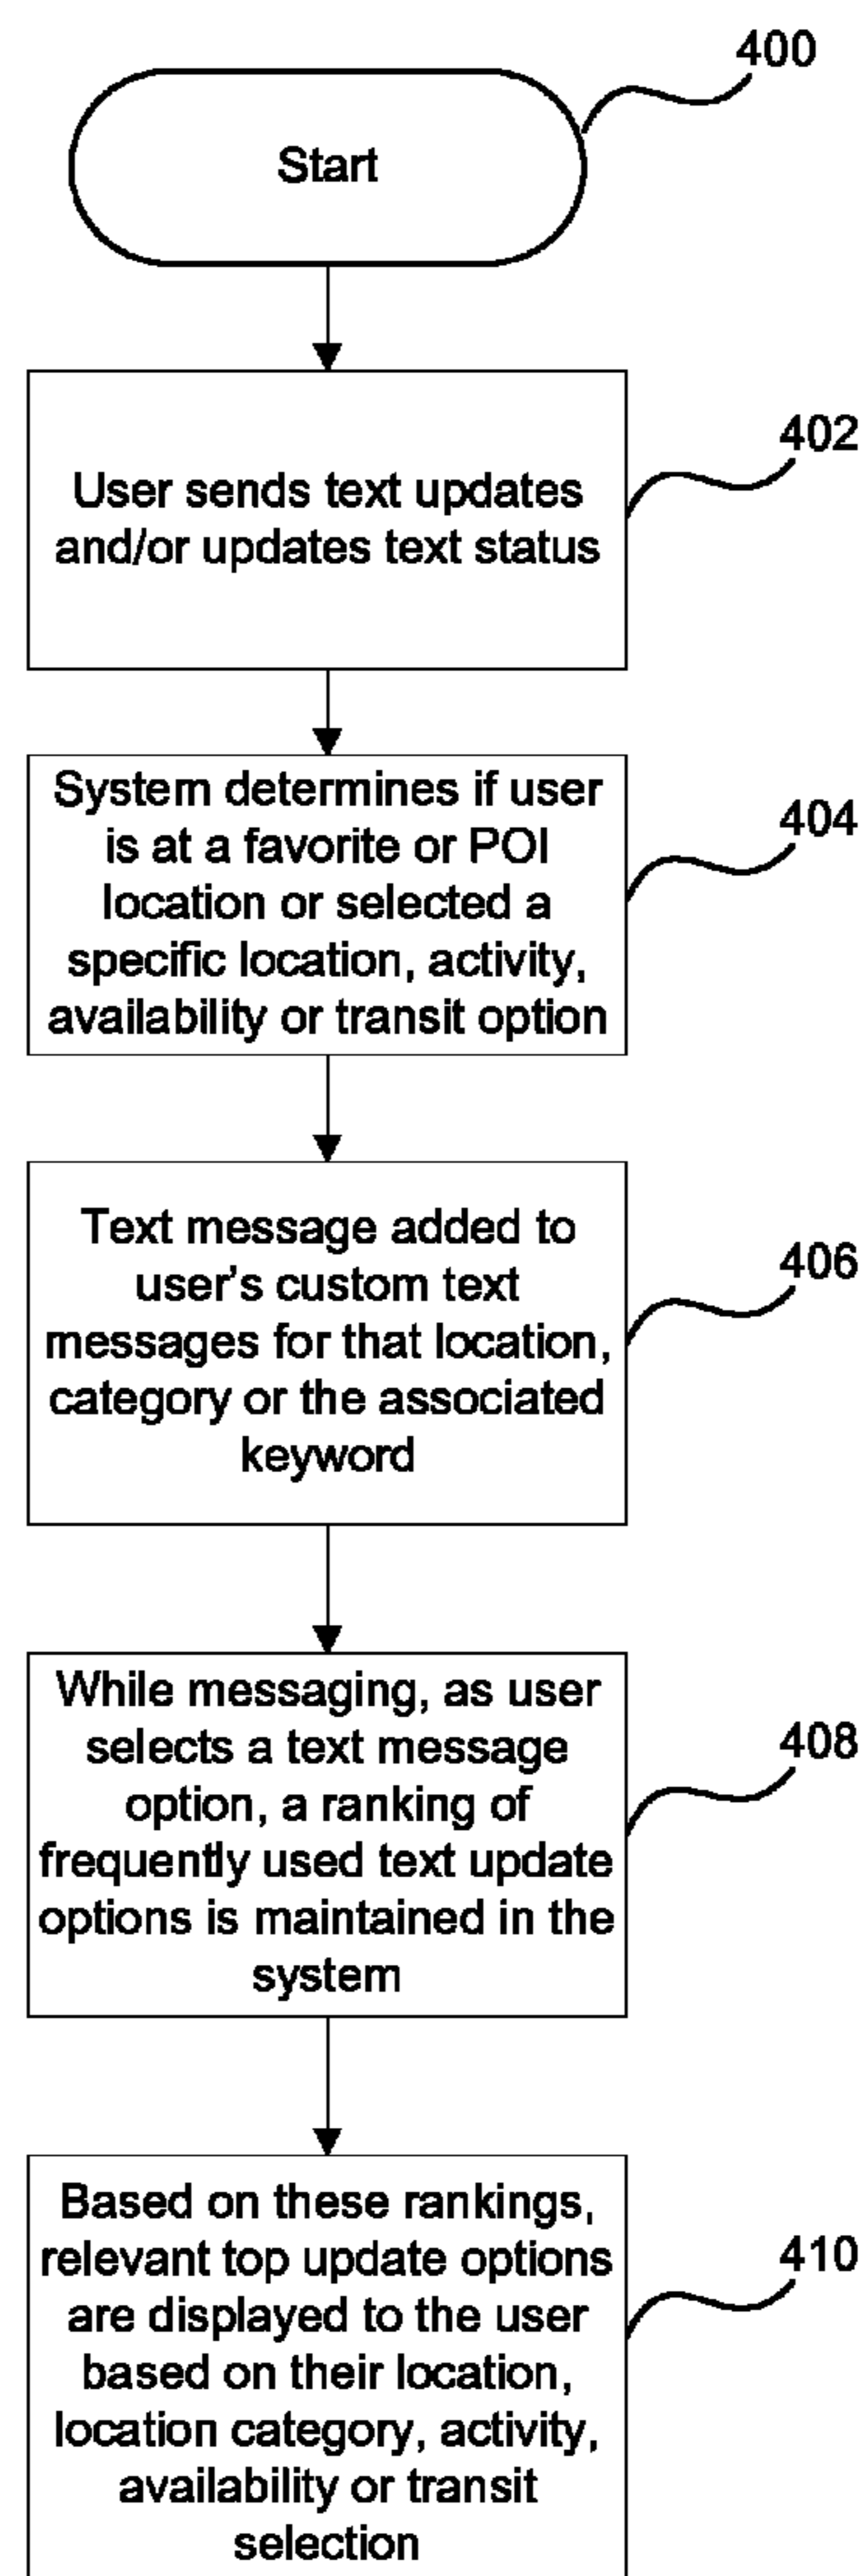 400
Start
402
User sends text updates
and/or updates text status
404
System determines if user
is at a favorite or POI
location or selected a
specific location, activity,
availability or transit option
406
Text message added to
user's custom text
messages for that location,
category or the associated
keyword
408
While messaging, as user
selects a text message
option, a ranking of
frequently used text update
options is maintained in the
system
410
Based on these rankings,
relevant top update options
are displayed to the user
based on their location,
location category, activity,
availability or transit
selection